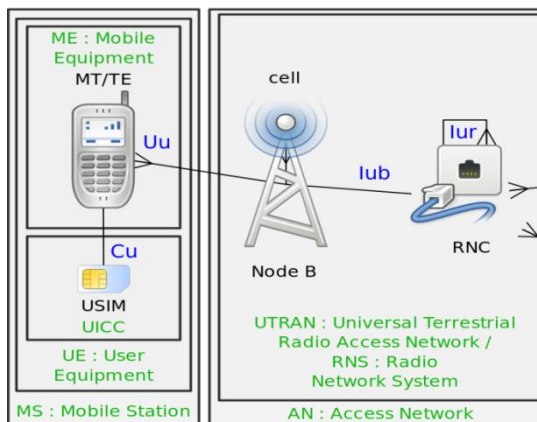 ME : Mobile
Equipment
MT/TE
Uu
Cu
USIM
UICC
UE : User
Equipment
MS : Mobile Station
cell
Iub
Iur
Node B
RNC
UTRAN : Universal Terrestrial
Radio Access Network /
RNS : Radio
Network System
AN : Access Network